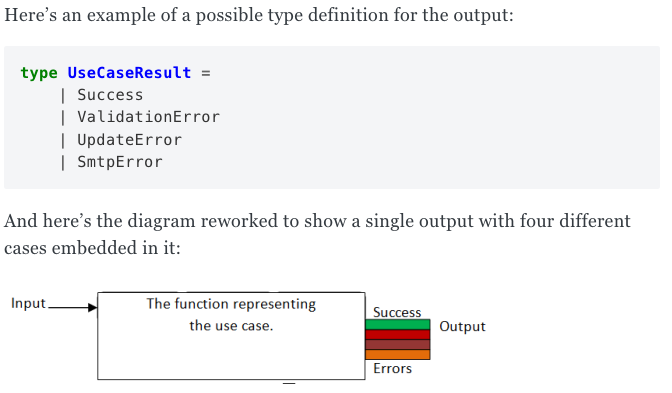 Here’s an example of a possible type definition for the output:
type UseCaseResult =
    | Success
    | ValidationError
    | UpdateError
    | SmtpError
And here’s the diagram reworked to show a single output with four different
cases embedded in it:
Input
The function representing
the use case.
Success
Output
Errors